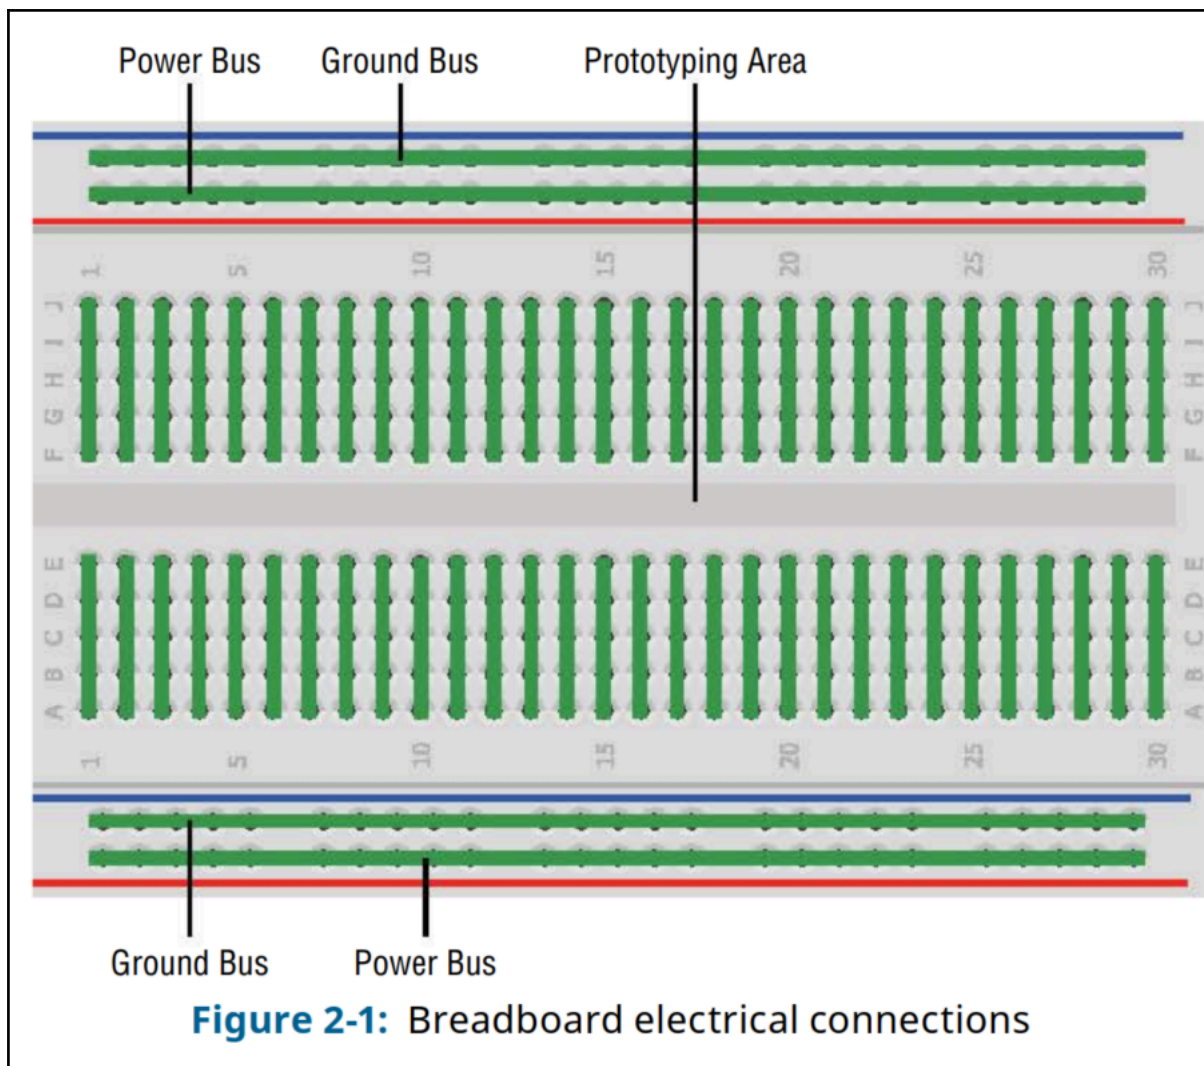 Power Bus Ground Bus Prototyping Area
1 5 10 15 20 25 30
J J
I I
H H
G G
F F
E E
D D
C C
B B
A A
1 5 10 15 20 25 30
Ground Bus Power Bus
Figure 2-1: Breadboard electrical connections